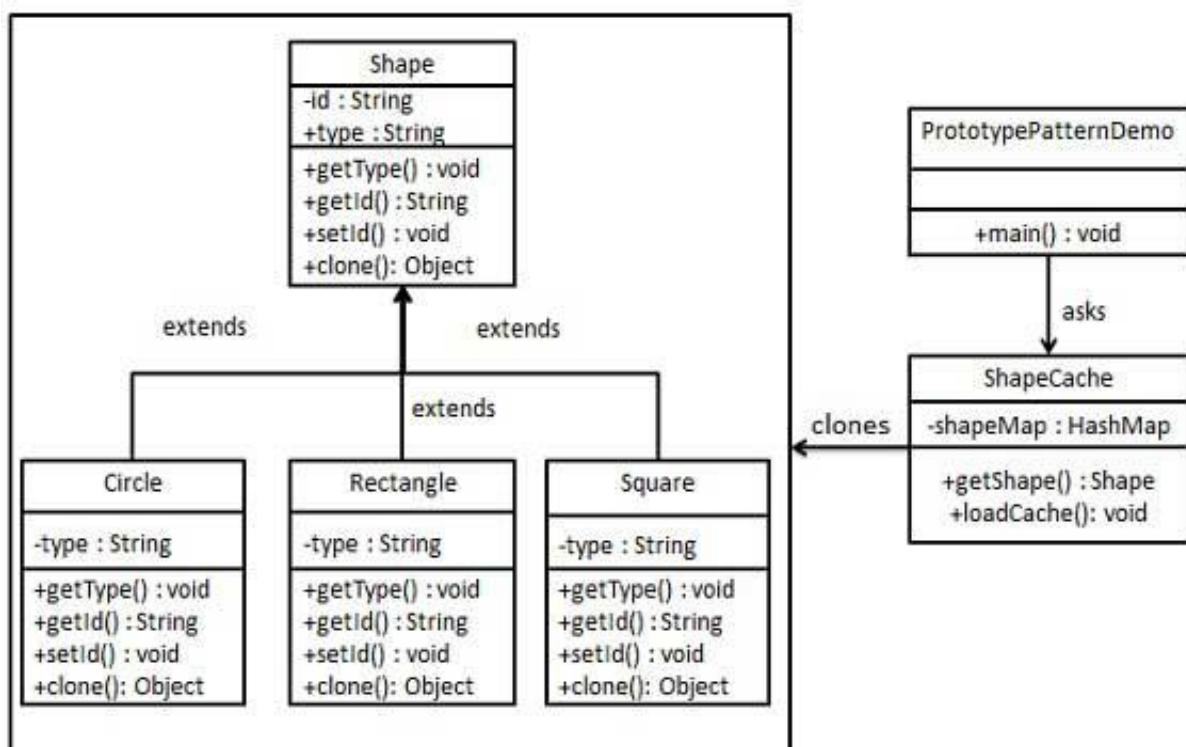 Shape
-id : String
+type : String
+getType() : void
+getId() : String
+setId() : void
+clone(): Object
extends
extends
extends
Circle
-type : String
+getType() : void
+getId() : String
+setId() : void
+clone(): Object
Rectangle
-type : String
+getType() : void
+getId() : String
+setId() : void
+clone(): Object
Square
-type : String
+getType() : void
+getId() : String
+setId() : void
+clone(): Object
PrototypePatternDemo
+main() : void
asks
ShapeCache
-shapeMap : HashMap
+getShape() : Shape
+loadCache(): void
clones